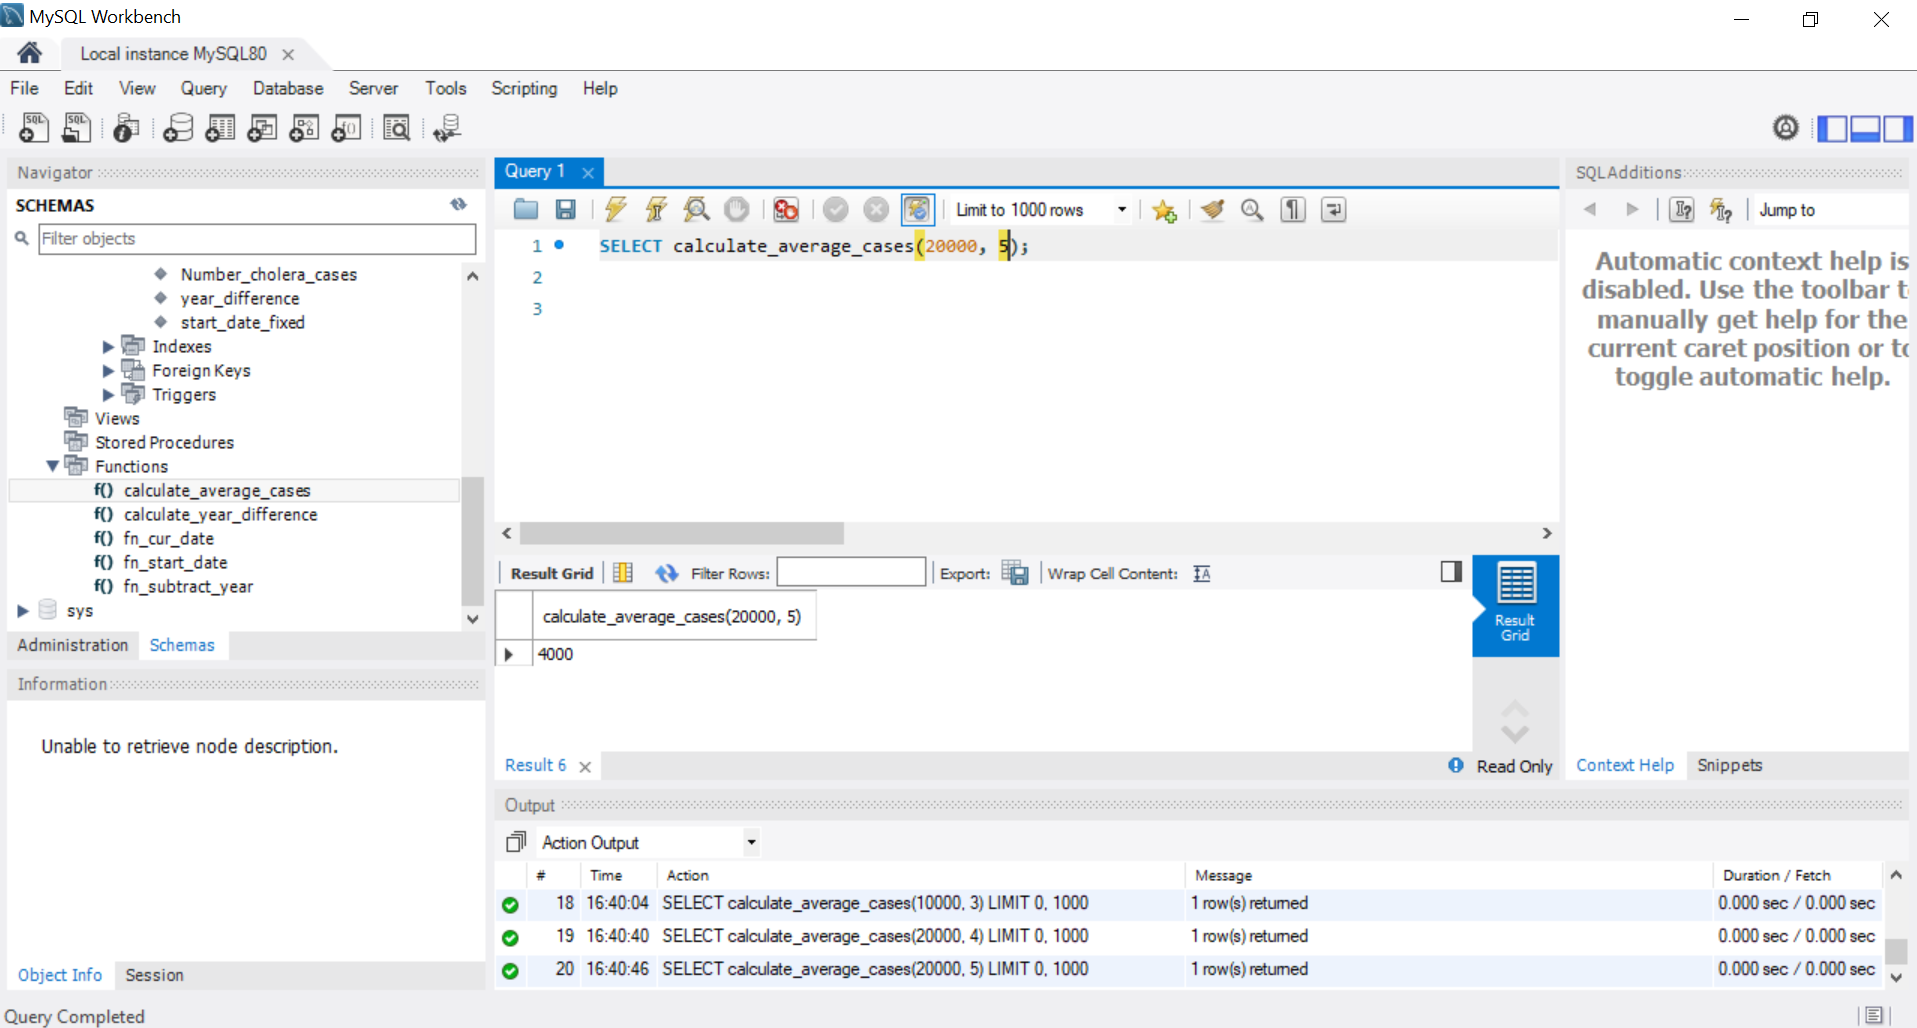 MySQL Workbench
Local instance MySQL80
File Edit View Query Database Server Tools Scripting Help
Navigator
SCHEMAS
Filter objects
Number_cholera_cases
year_difference
start_date_fixed
Indexes
Foreign Keys
Triggers
Views
Stored Procedures
Functions
f() calculate_average_cases
f() calculate_year_difference
f() fn_cur_date
f() fn_start_date
f() fn_subtract_year
sys
Administration Schemas
Information
Unable to retrieve node description.
Object Info Session
Query Completed
Query 1
Limit to 1000 rows
1 SELECT calculate_average_cases(20000, 5);
2
3
Result Grid Filter Rows: Export: Wrap Cell Content:
calculate_average_cases(20000, 5)
4000
Result Grid
Result 6 Read Only
SQLAdditions
Jump to
Automatic context help is
disabled. Use the toolbar t
manually get help for the
current caret position or to
toggle automatic help.
Context Help Snippets
Output
Action Output
# Time Action Message Duration / Fetch
18 16:40:04 SELECT calculate_average_cases(10000, 3) LIMIT 0, 1000 1 row(s) returned 0.000 sec / 0.000 sec
19 16:40:40 SELECT calculate_average_cases(20000, 4) LIMIT 0, 1000 1 row(s) returned 0.000 sec / 0.000 sec
20 16:40:46 SELECT calculate_average_cases(20000, 5) LIMIT 0, 1000 1 row(s) returned 0.000 sec / 0.000 sec